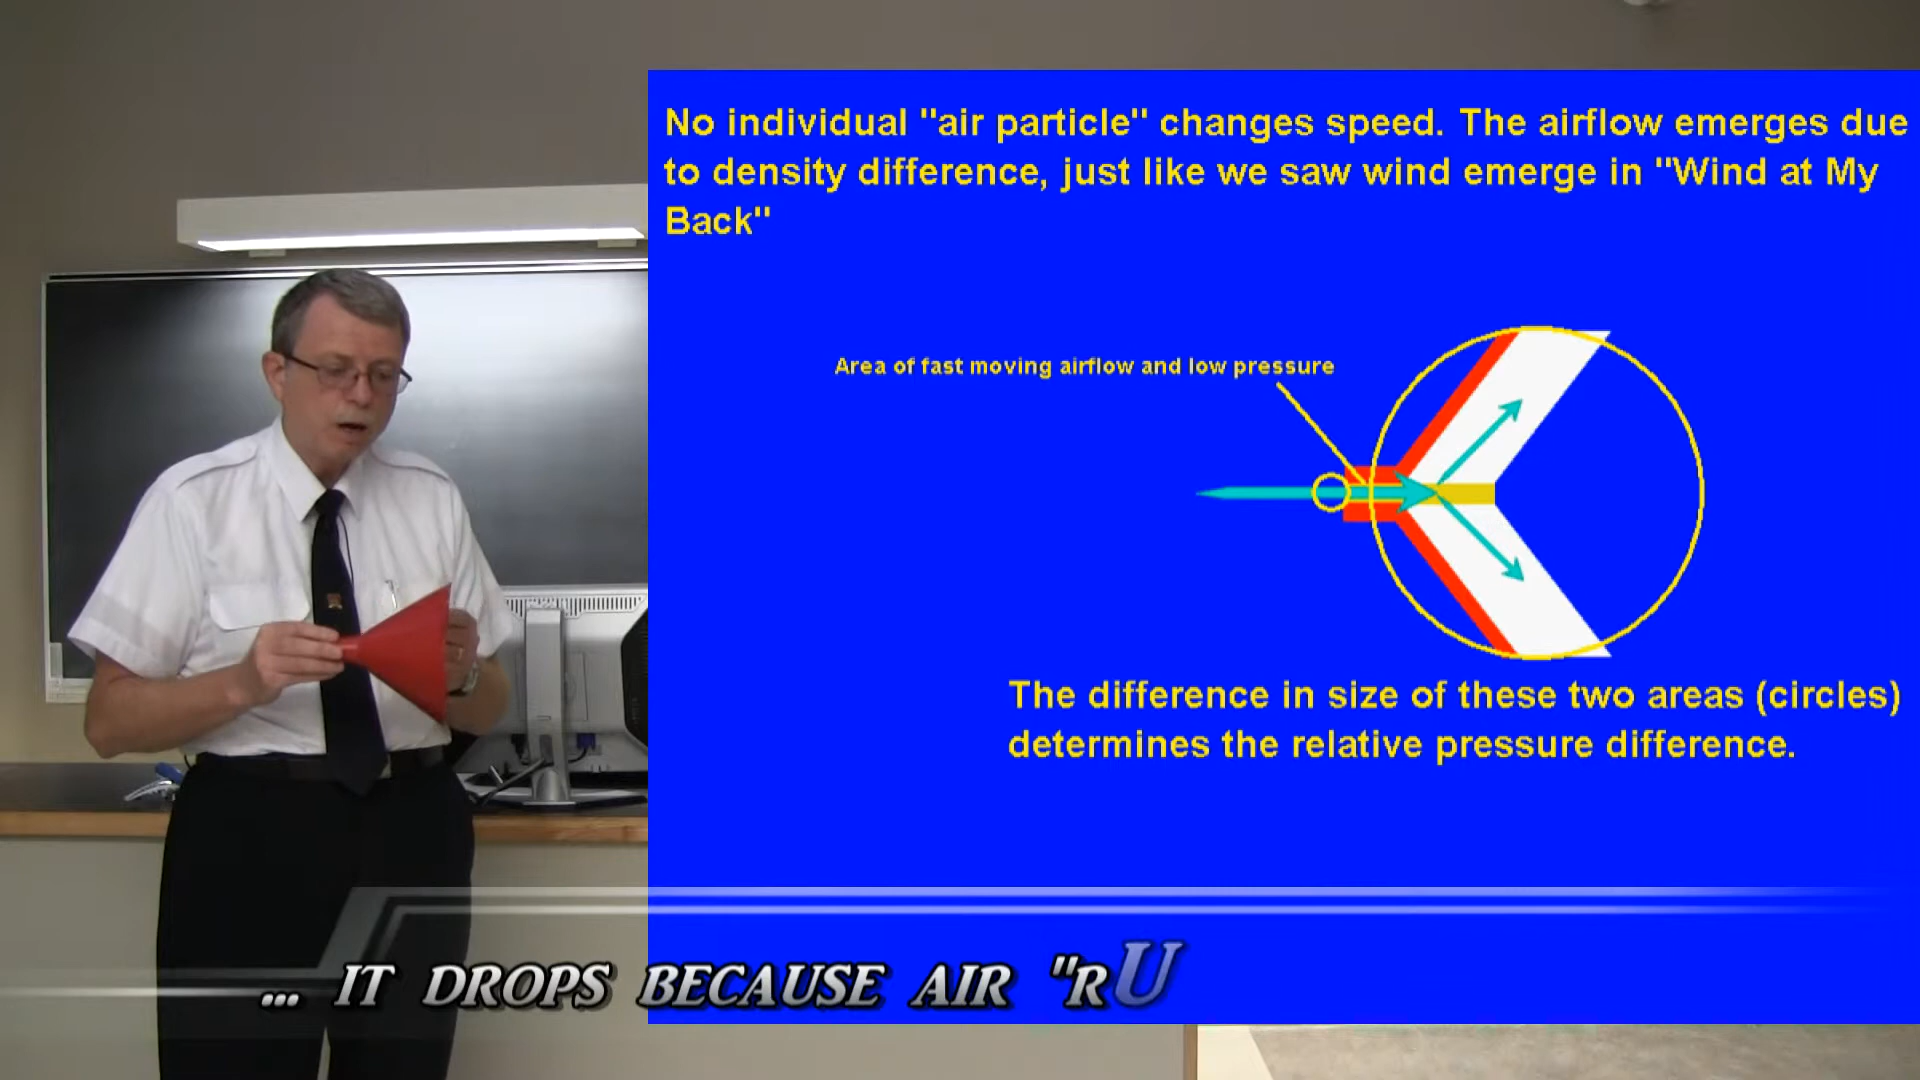 No individual "air particle" changes speed. The airflow emerges due
to density difference, just like we saw wind emerge in "Wind at My
Back"
Area of fast moving airflow and low pressure
The difference in size of these two areas (circles)
determines the relative pressure difference.
... IT DROPS BECAUSE AIR "RU